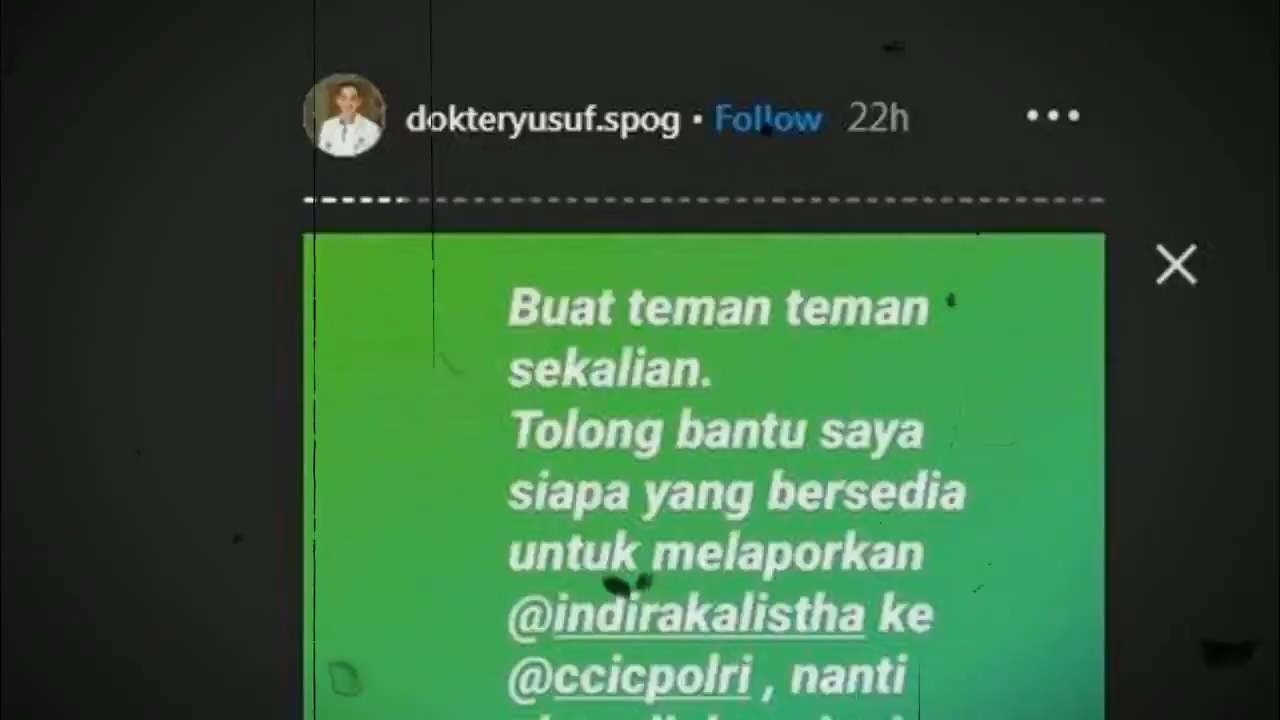 dokteryusuf.spog • Follow 22h
Buat teman teman
sekalian.
Tolong bantu saya
siapa yang bersedia
untuk melaporkan
@indirakalistha ke
@ccicpolri , nanti